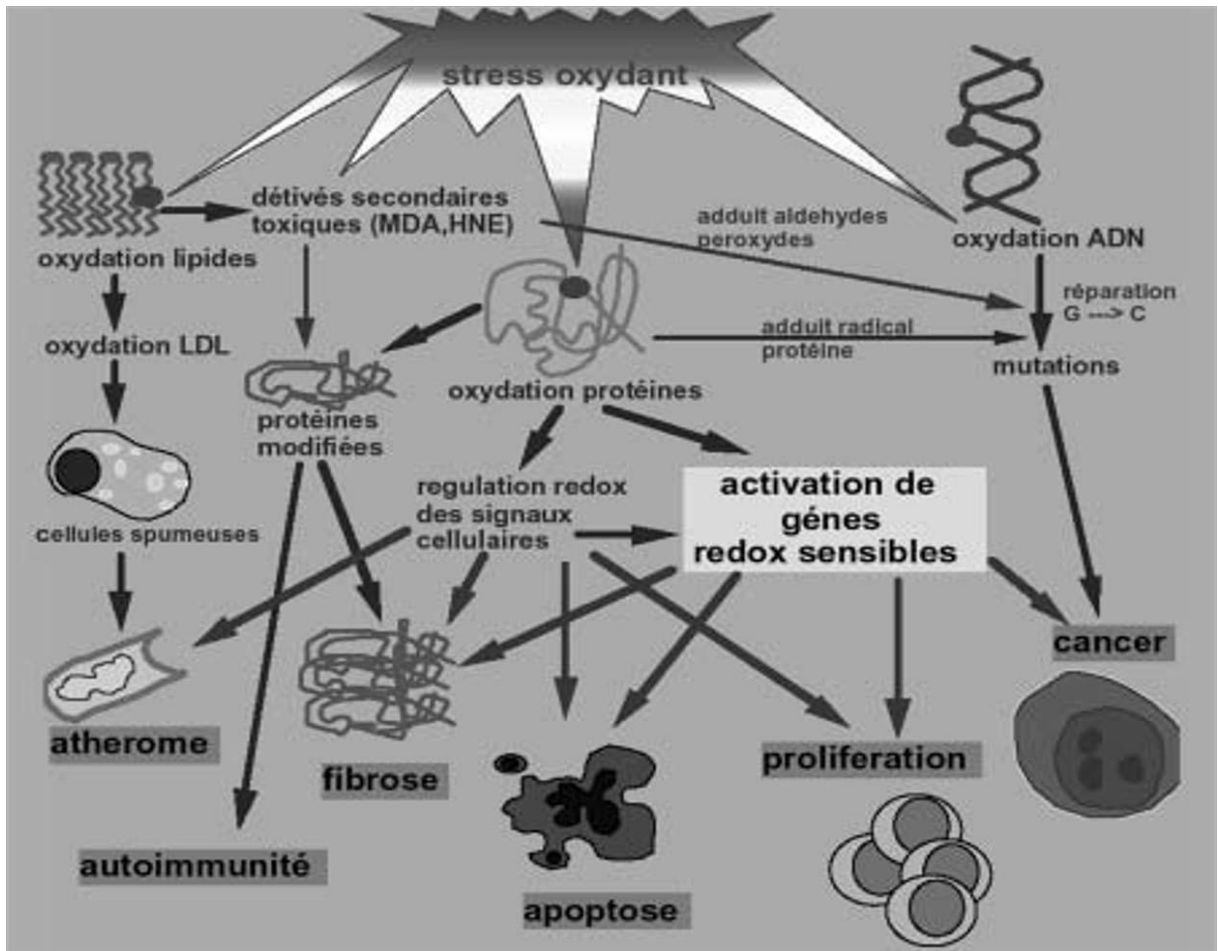 stress oxydant
détivés secondaires
toxiques (MDA,HNE)
adduit aldehydes
peroxydes
oxydation ADN
oxydation lipides
réparation
G ---> C
oxydation LDL
adduit radical
protéine
mutations
oxydation protéines
protéines
modifiées
regulation redox
des signaux
cellulaires
activation de
génes
redox sensibles
cellules spumeuses
cancer
atherome
fibrose
proliferation
autoimmunité
apoptose